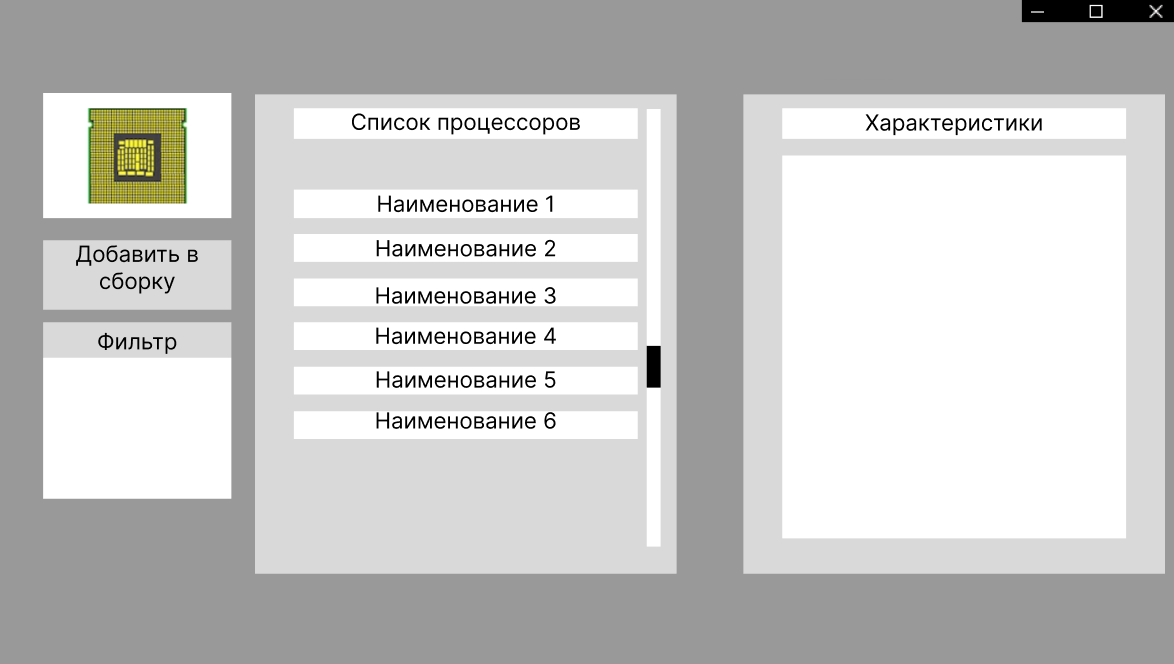 Добавить в
сборку
Фильтр
Список процессоров
Наименование 1
Наименование 2
Наименование 3
Наименование 4
Наименование 5
Наименование 6
Характеристики